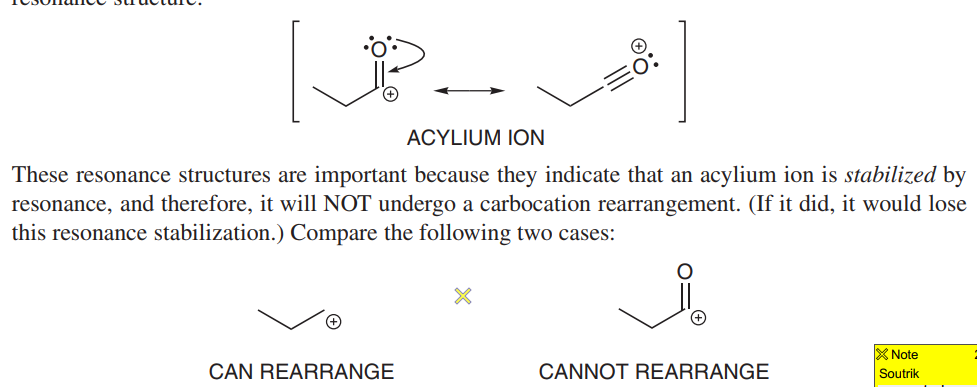 resonance structure.
O
O
ACYLIUM ION
These resonance structures are important because they indicate that an acylium ion is stabilized by
resonance, and therefore, it will NOT undergo a carbocation rearrangement. (If it did, it would lose
this resonance stabilization.) Compare the following two cases:
O
CAN REARRANGE
CANNOT REARRANGE
Note
Soutrik